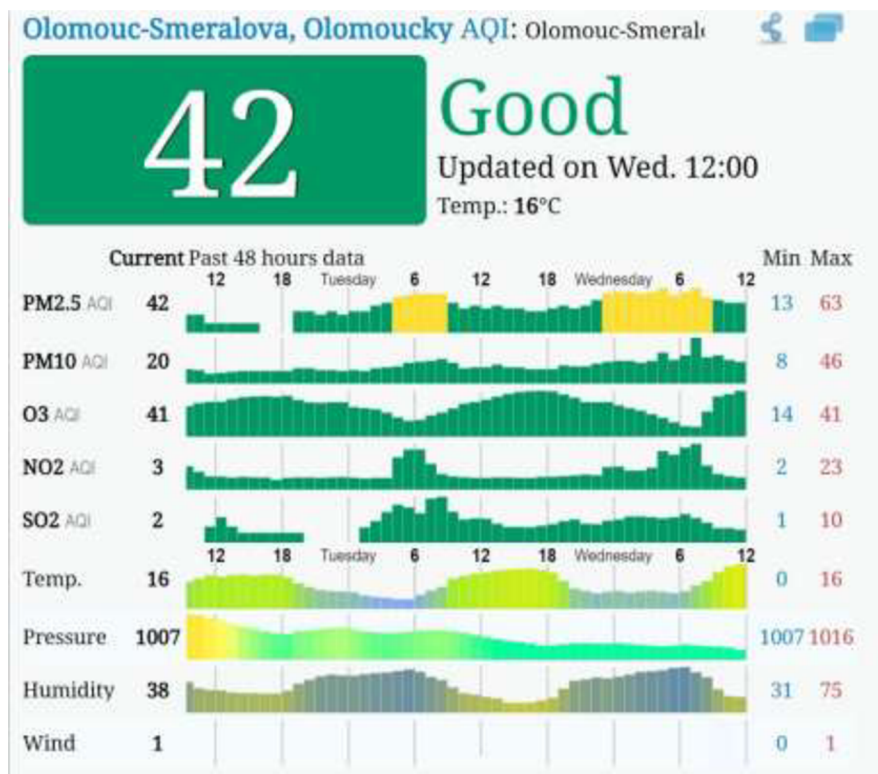 Olomouc-Smeralova, Olomoucky AQI: Olomouc-Smeral
42
Good
Updated on Wed. 12:00
Temp.: 16°C
Current Past 48 hours data Min Max
12 18 Tuesday 6 12 18 Wednesday 6 12
PM2.5 AQI 42 13 63
PM10 AQI 20 8 46
O3 AQI 41 14 41
NO2 AQI 3 2 23
SO2 AQI 2 1 10
12 18 Tuesday 6 12 18 Wednesday 6 12
Temp. 16 0 16
Pressure 1007 1007 1016
Humidity 38 31 75
Wind 1 0 1